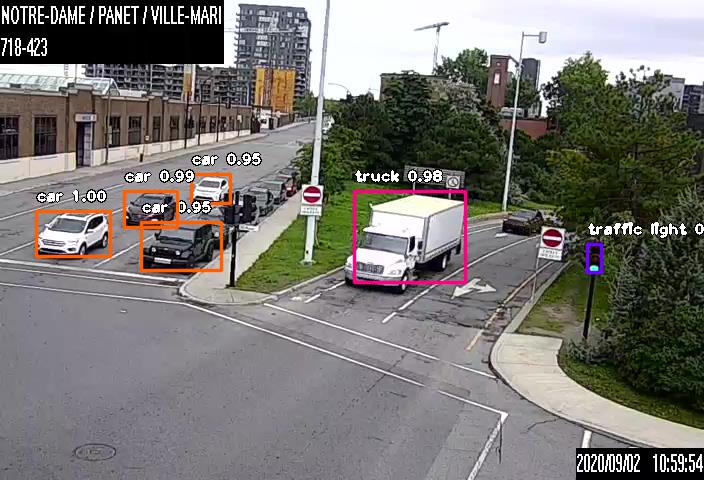 NOTRE-DAME / PANET / VILLE-MARI
718-423
car 0.95
car 0.99
truck 0.98
car 1.00
car 0.95
traffic light 0
2020/09/02 10:59:54